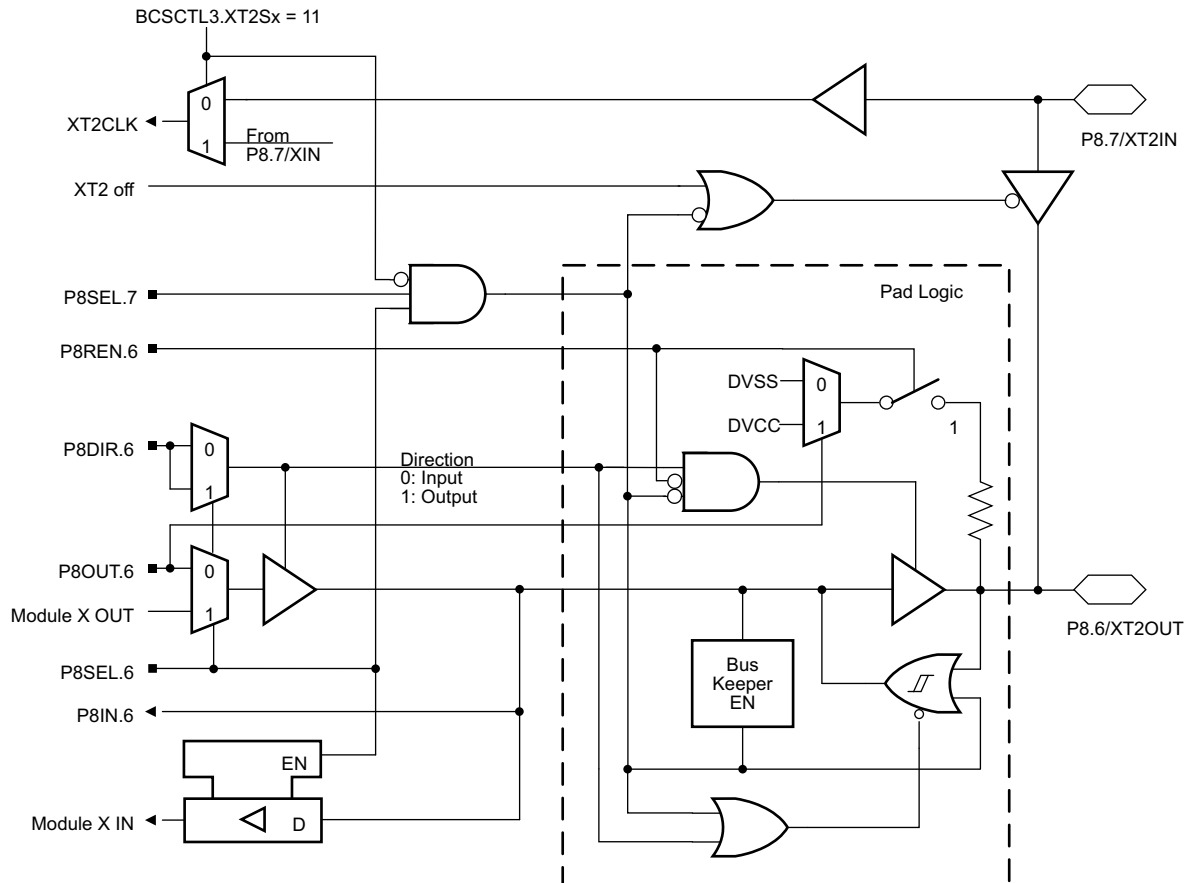 BCSCTL3.XT2Sx = 11
0
XT2CLK
1
From
P8.7/XIN
P8.7/XT2IN
XT2 off
Pad Logic
P8SEL.7
P8REN.6
DVSS
0
DVCC
1
1
P8DIR.6
0
1
Direction
0: Input
1: Output
P8OUT.6
0
Module X OUT
1
P8.6/XT2OUT
P8SEL.6
Bus
Keeper
EN
P8IN.6
EN
Module X IN
D